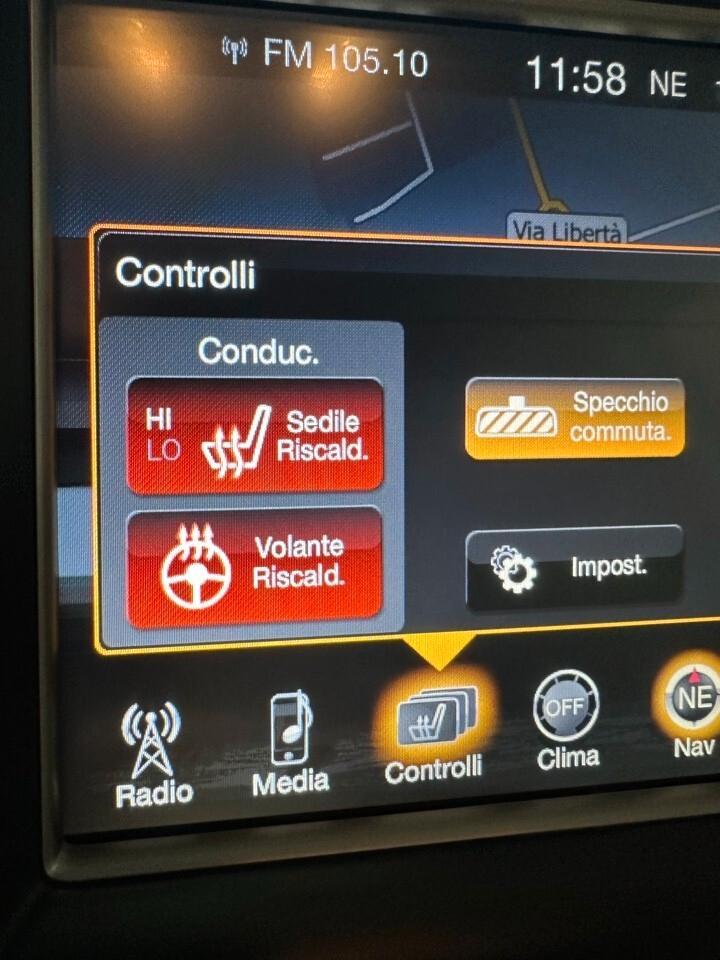 FM 105.10
11:58 NE
Via Libertà
Controlli
Conduc.
HI
LO
Sedile
Riscald.
Specchio
commuta.
Volante
Riscald.
Impost.
Radio
Media
Controlli
OFF
Clima
NE
Nav